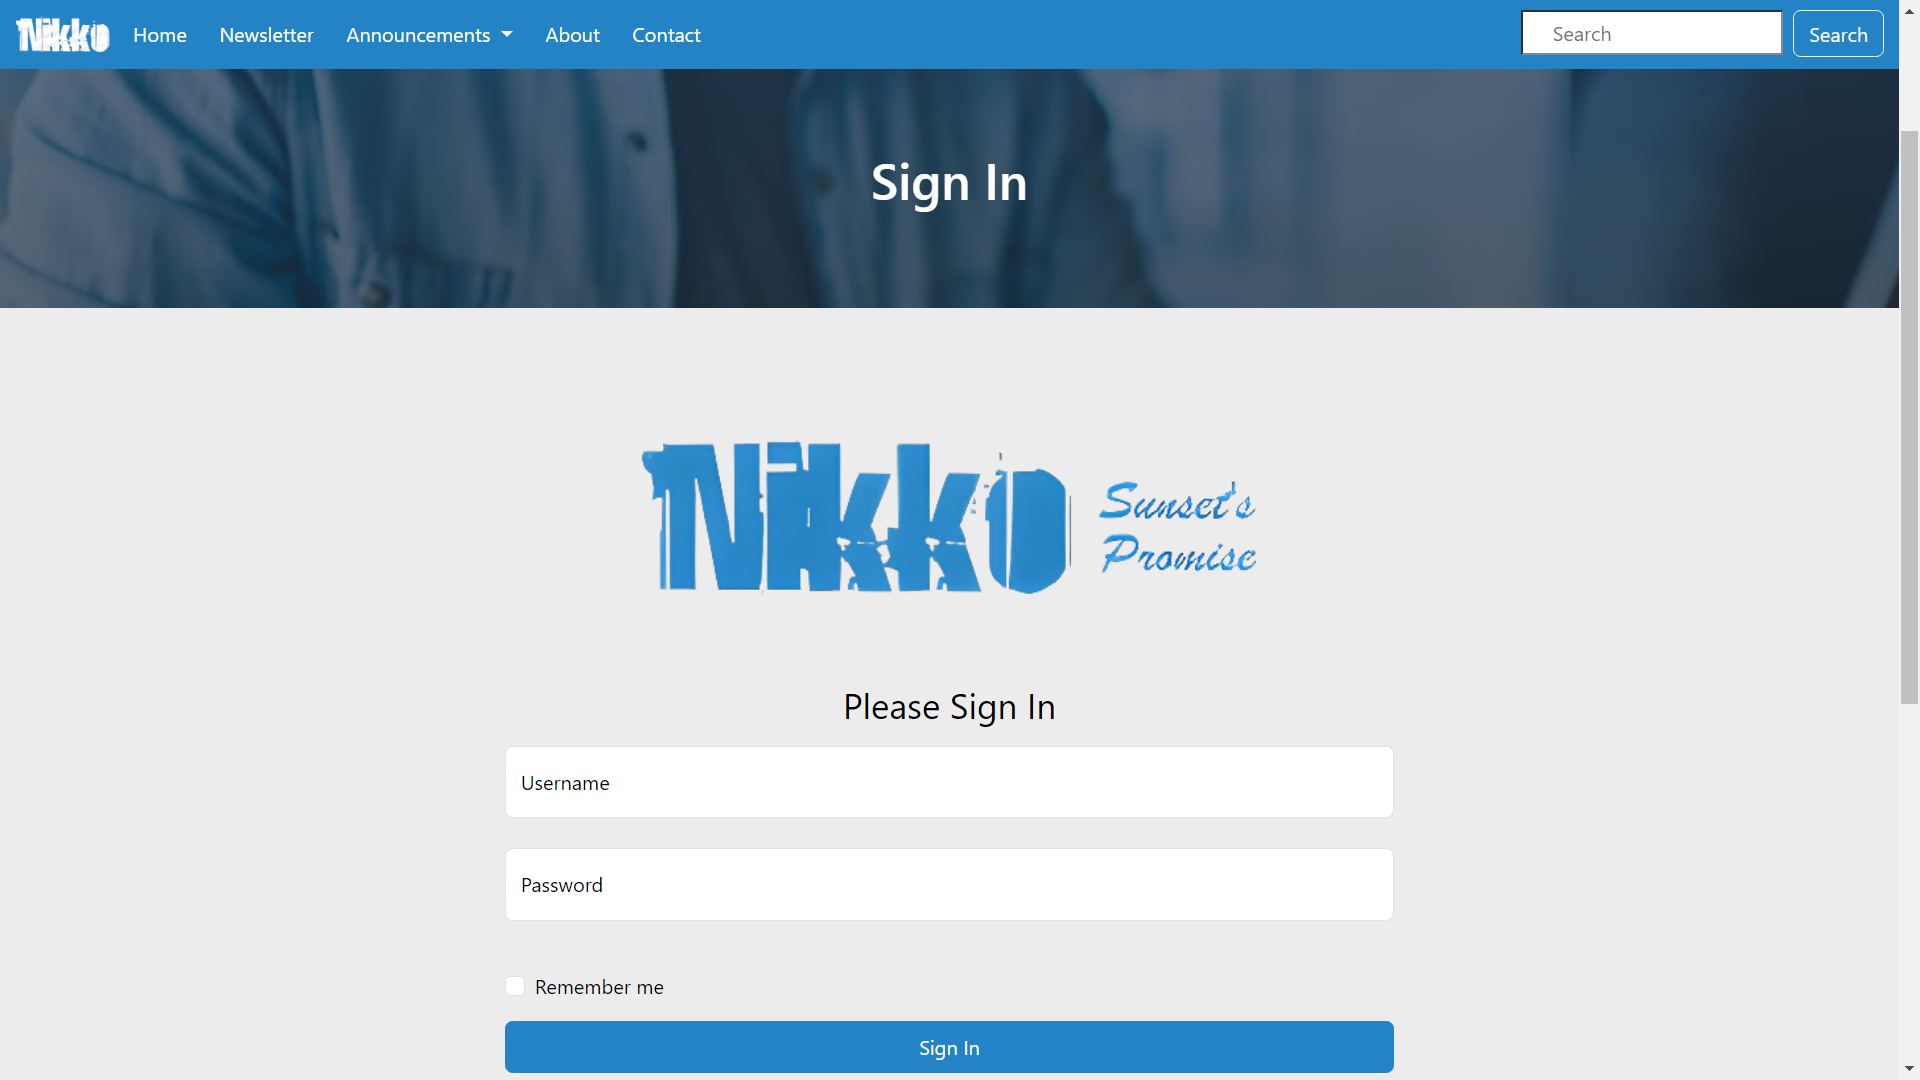 Nikko Home Newsletter Announcements About Contact Search Search
Sign In
Nikko
Sunset's
Promise
Please Sign In
Username
Password
Remember me
Sign In